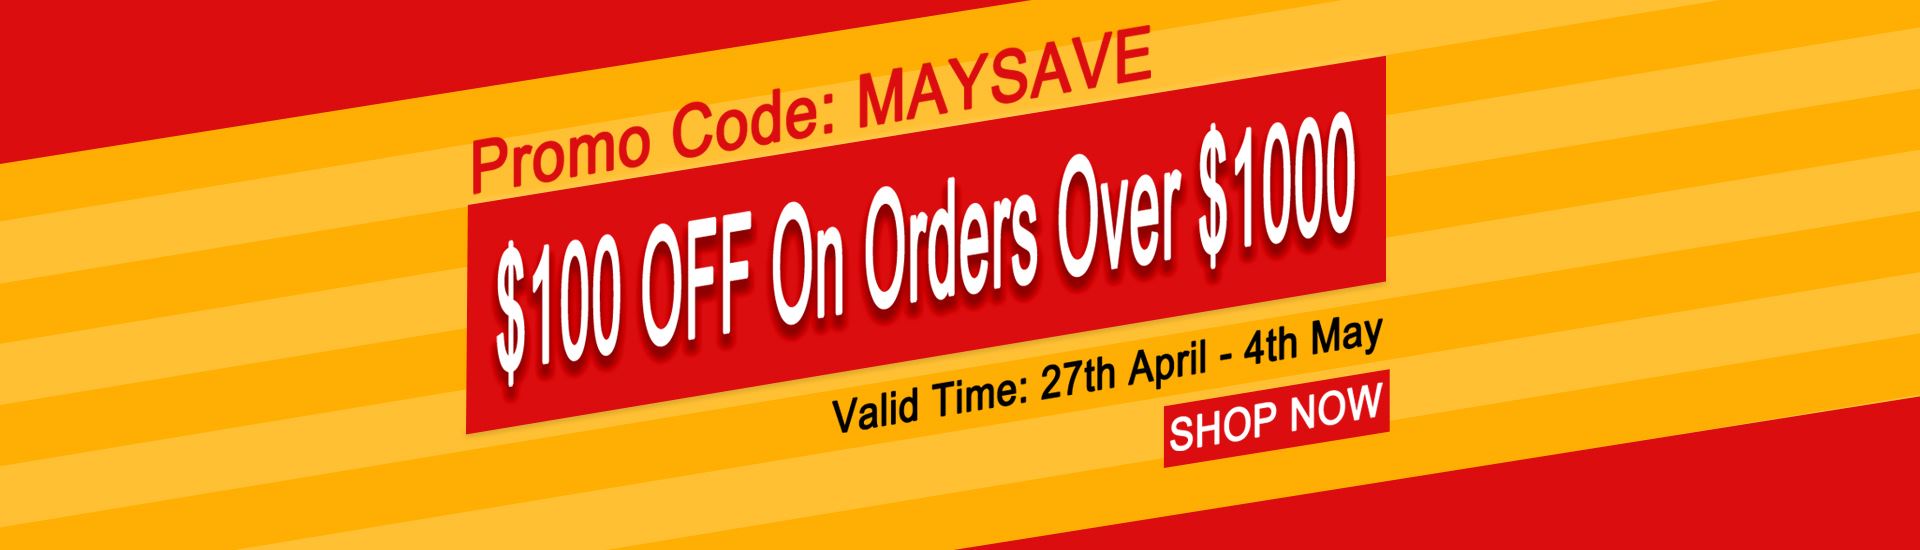 Promo Code: MAYSAVE
$100 OFF On Orders Over $1000
Valid Time: 27th April - 4th May
SHOP NOW